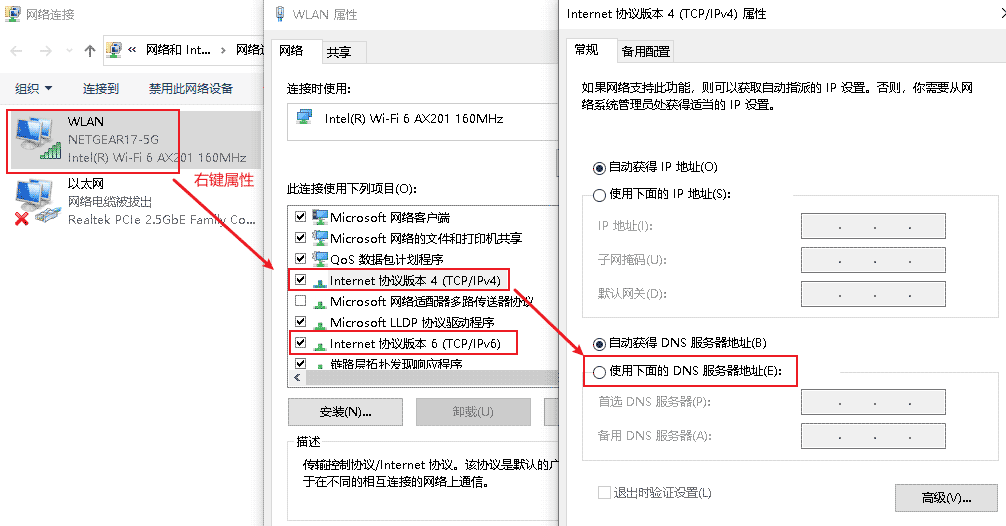 网络连接
« 网络和 Int... › 网络
组织 连接到 禁用此网络设备
WLAN
NETGEAR17-5G
Intel(R) Wi-Fi 6 AX201 160MHz
右键属性
以太网
网络电缆被拔出
Realtek PCIe 2.5GbE Family Co...
WLAN 属性
网络 共享
连接时使用:
Intel(R) Wi-Fi 6 AX201 160MHz
此连接使用下列项目(O):
Microsoft 网络客户端
Microsoft 网络的文件和打印机共享
QoS 数据包计划程序
Internet 协议版本 4 (TCP/IPv4)
Microsoft 网络适配器多路传送器协议
Microsoft LLDP 协议驱动程序
Internet 协议版本 6 (TCP/IPv6)
链路层拓扑发现响应程序
安装(N)... 卸载(U)
描述
传输控制协议/Internet 协议。该协议是默认的广
于在不同的相互连接的网络上通信。
Internet 协议版本 4 (TCP/IPv4) 属性
常规 备用配置
如果网络支持此功能，则可以获取自动指派的 IP 设置。否则，你需要从网
络系统管理员处获得适当的 IP 设置。
自动获得 IP 地址(O)
使用下面的 IP 地址(S):
IP 地址(I):
子网掩码(U):
默认网关(D):
自动获得 DNS 服务器地址(B)
使用下面的 DNS 服务器地址(E):
首选 DNS 服务器(P):
备用 DNS 服务器(A):
退出时验证设置(L)
高级(V)...